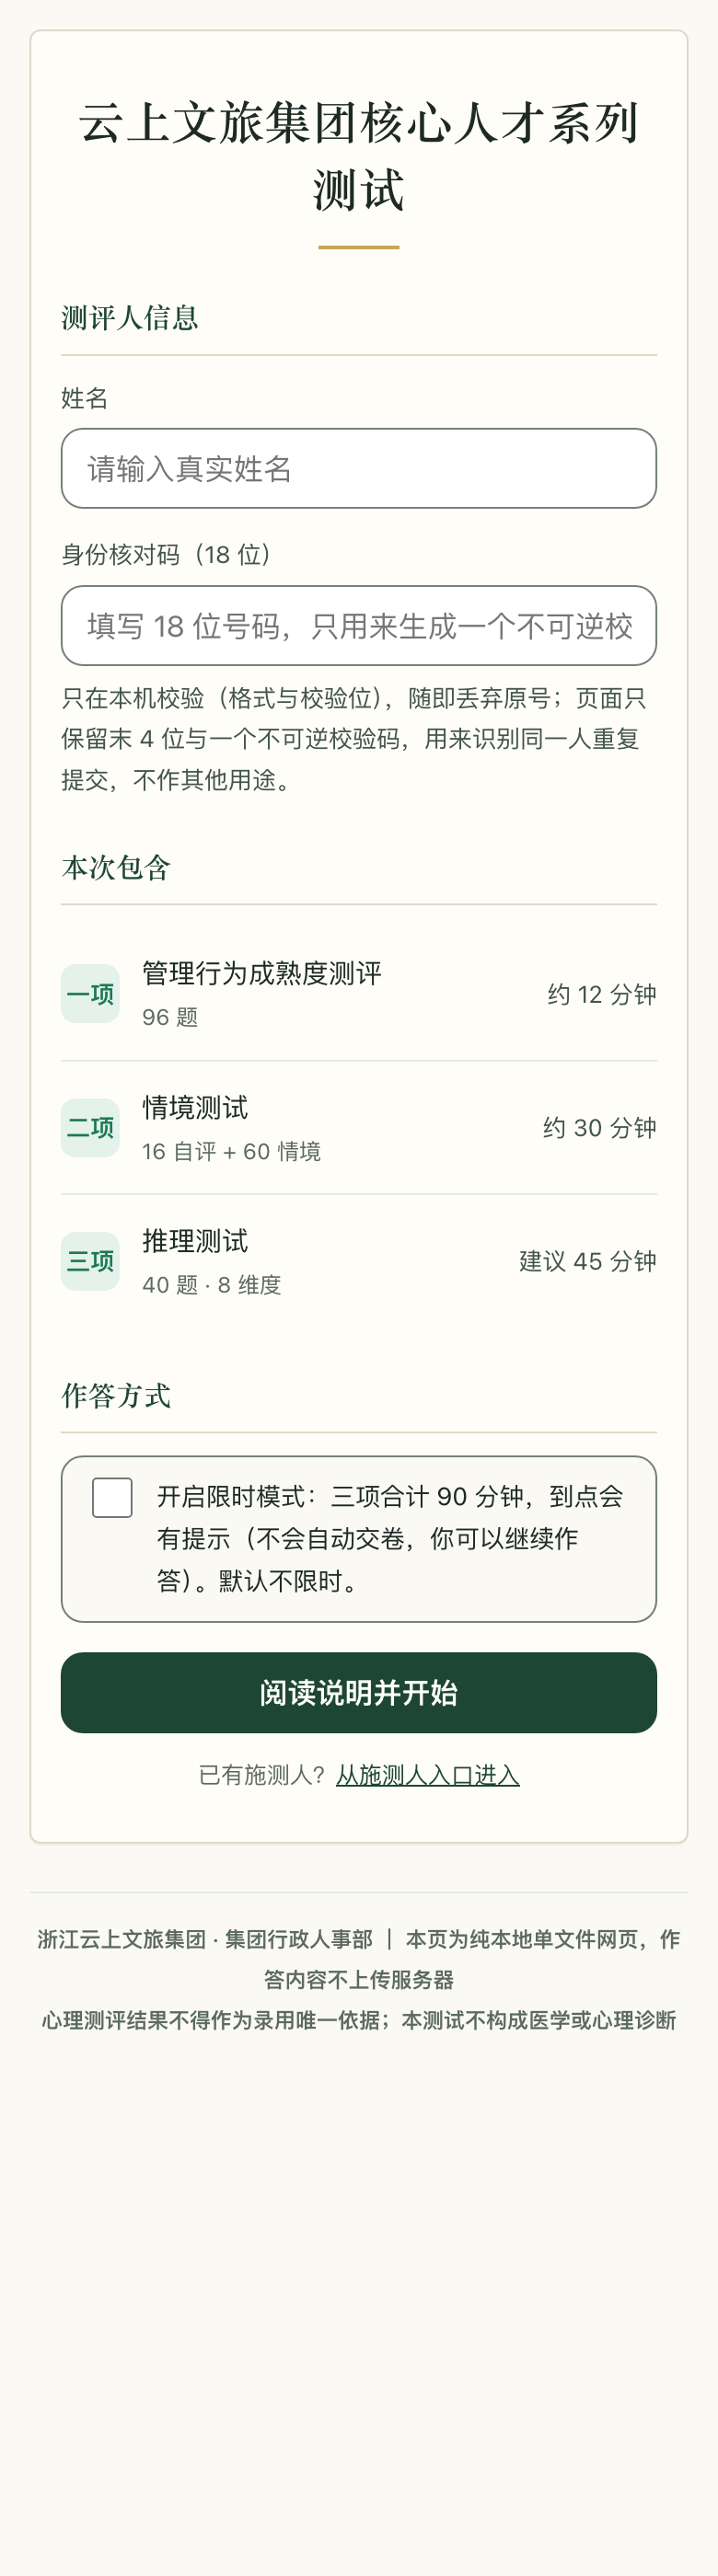 云上文旅集团核心人才系列
测试
测评人信息
姓名
请输入真实姓名
身份核对码（18 位）
填写 18 位号码，只用来生成一个不可逆校
只在本机校验（格式与校验位），随即丢弃原号；页面只
保留末 4 位与一个不可逆校验码，用来识别同一人重复
提交，不作其他用途。
本次包含
一项
管理行为成熟度测评
96 题
约 12 分钟
二项
情境测试
16 自评 + 60 情境
约 30 分钟
三项
推理测试
40 题 · 8 维度
建议 45 分钟
作答方式
开启限时模式：三项合计 90 分钟，到点会
有提示（不会自动交卷，你可以继续作
答）。默认不限时。
阅读说明并开始
已有施测人？ 从施测人入口进入
浙江云上文旅集团 · 集团行政人事部 ｜ 本页为纯本地单文件网页，作
答内容不上传服务器
心理测评结果不得作为录用唯一依据；本测试不构成医学或心理诊断